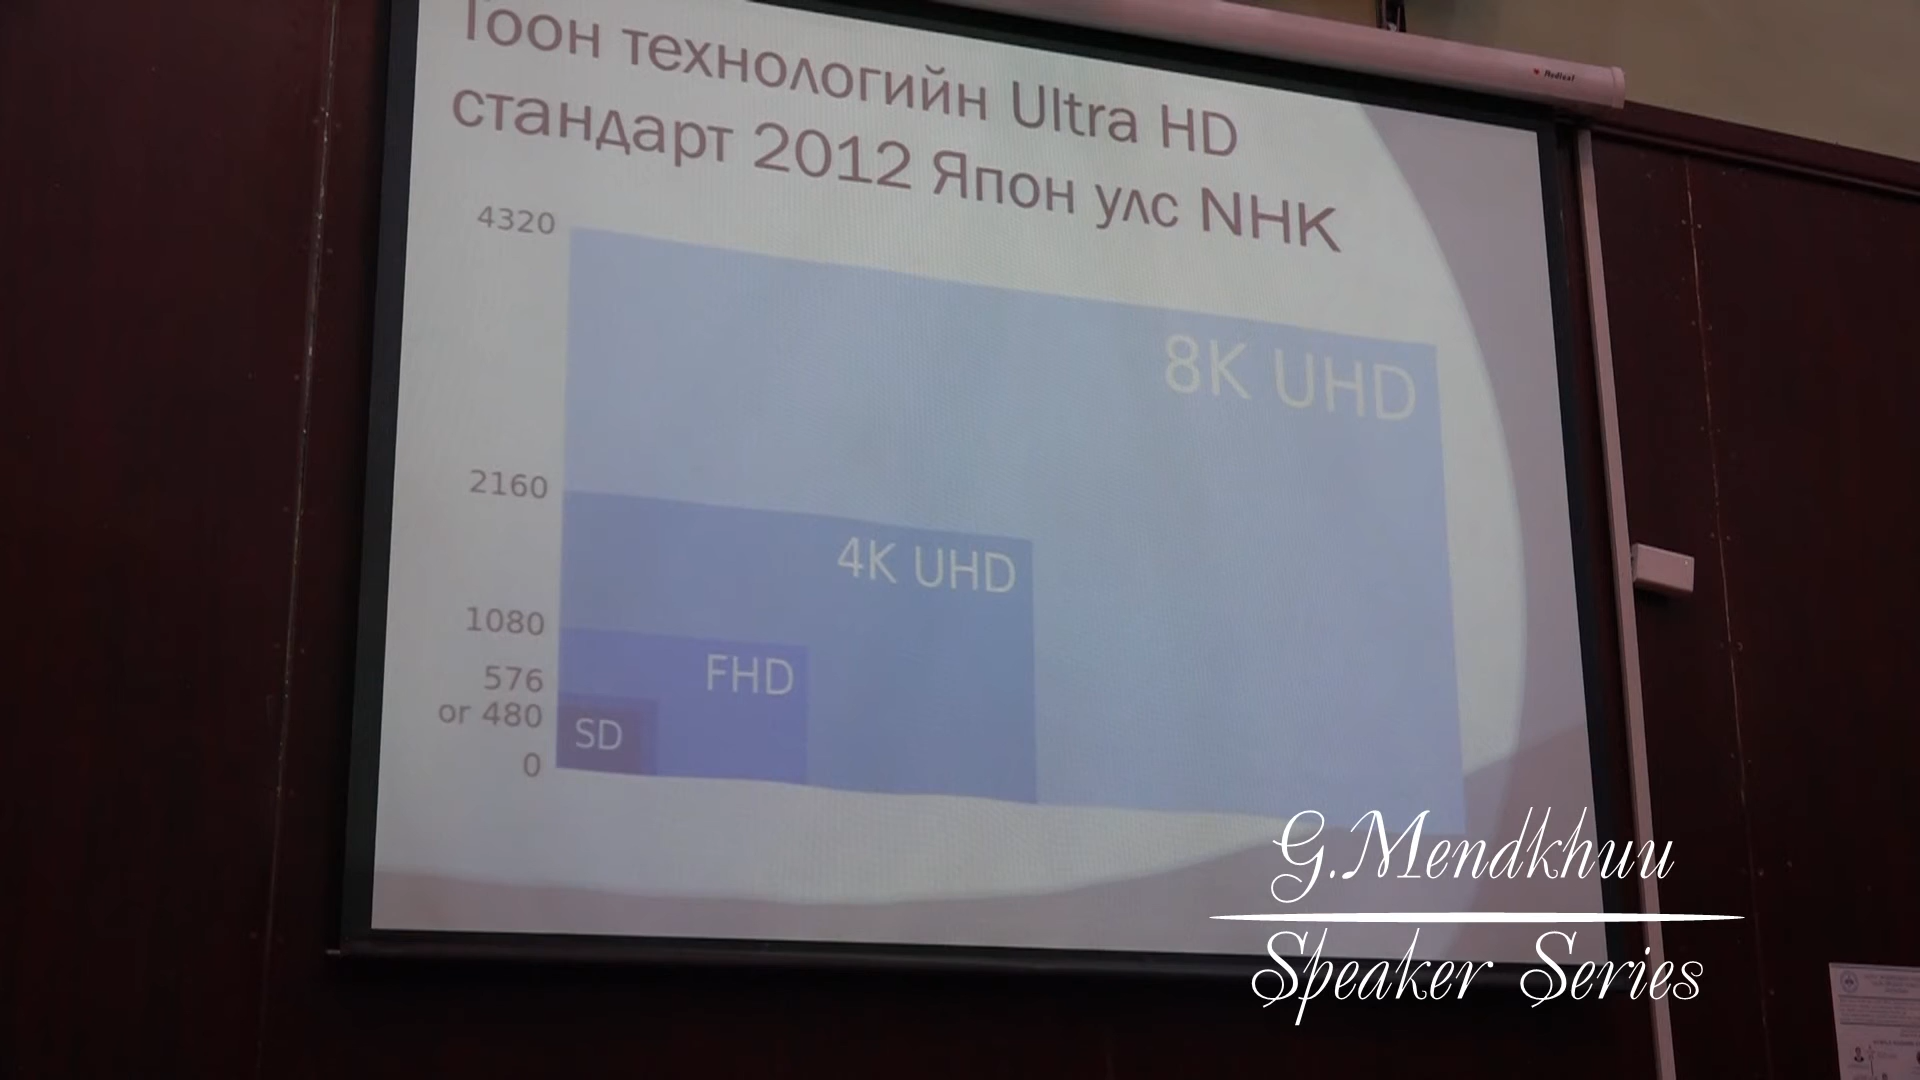 Тоон технологийн Ultra HD
стандарт 2012 Япон улс NHK
4320
8K UHD
2160
4K UHD
1080
FHD
576
or 480
SD
0
G.Mendkhuu
Speaker Series